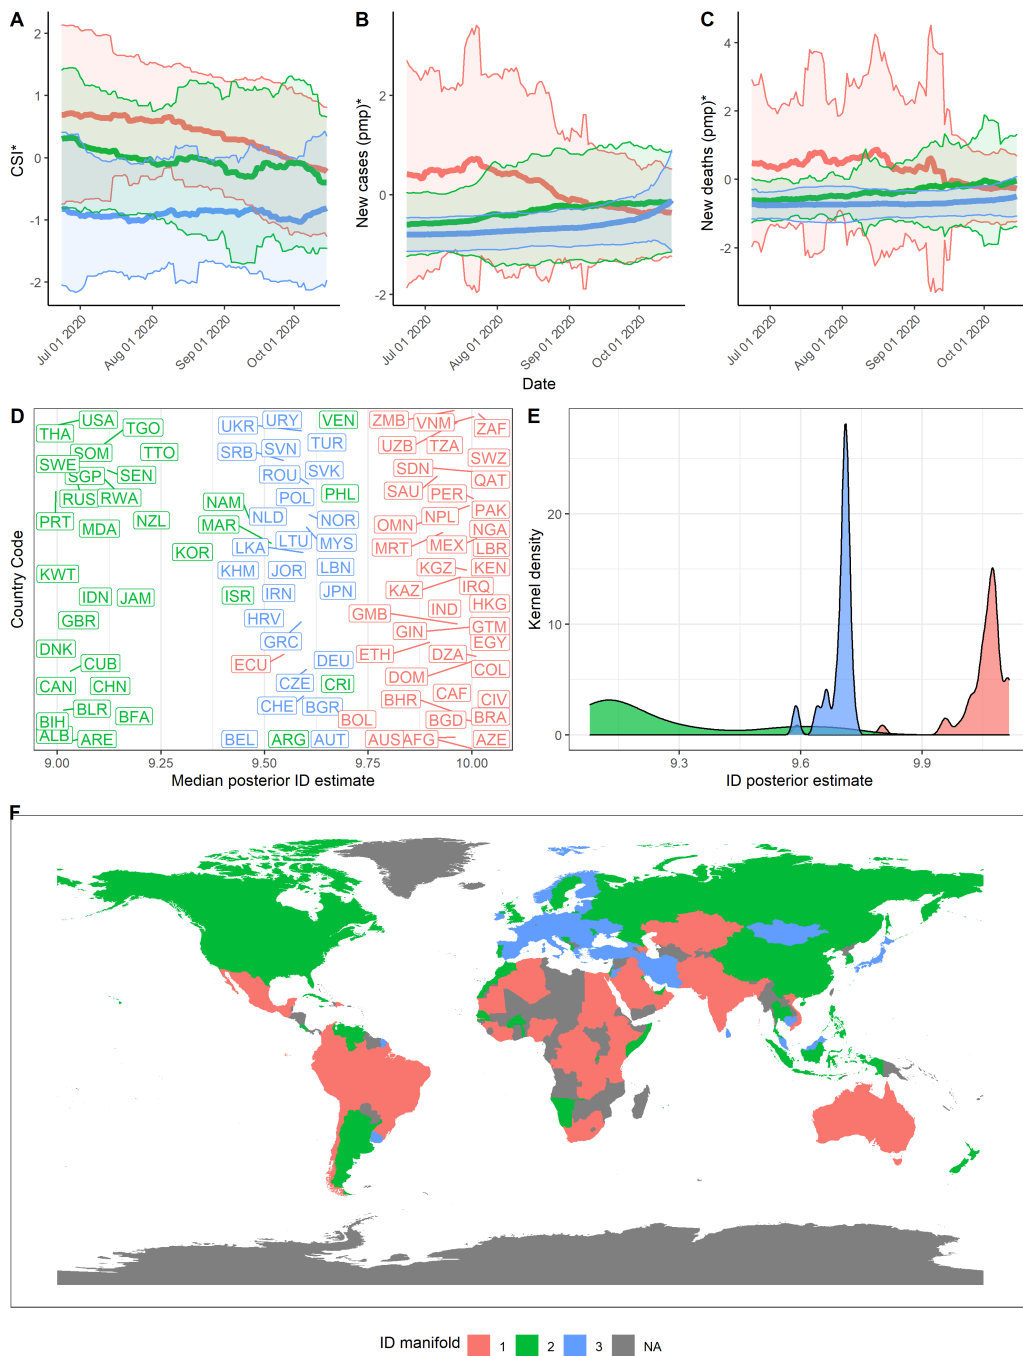 A
B
C
2
1
0
-1
-2
CSI*
2
0
-2
New cases (pmp)*
4
2
0
-2
New deaths (pmp)*
Jul 01 2020
Aug 01 2020
Sep 01 2020
Oct 01 2020
Jul 01 2020
Aug 01 2020
Sep 01 2020
Oct 01 2020
Jul 01 2020
Aug 01 2020
Sep 01 2020
Oct 01 2020
Date
D
E
Country Code
USA UKR URY VEN ZMB VNM ZAF
THA TGO TUR UZB TZA
SOM TTO SRB SVN SWZ
SWE SGP SEN ROU SVK SDN QAT
RUS RWA NAM POL PHL SAU PER
PRT MDA NZL MAR NLD NOR OMN NPL PAK
KOR LKA LTU MYS MRT MEX NGA LBR
KWT KHM JOR LBN KGZ KEN
IDN JAM ISR IRN JPN KAZ IRQ
GBR HRV GMB IND HKG
DNK GRC GIN GTM
CUB ECU DEU ETH DZA EGY
CAN CHN CZE CRI DOM COL
BLR CHE BGR BHR CAF CIV
BIH BFA BOL BGD BRA
ALB ARE BEL ARG AUT AUS AFG AZE
9.00 9.25 9.50 9.75 10.00
Median posterior ID estimate
Kernel density
20
10
0
9.3 9.6 9.9
ID posterior estimate
F
ID manifold 1 2 3 NA